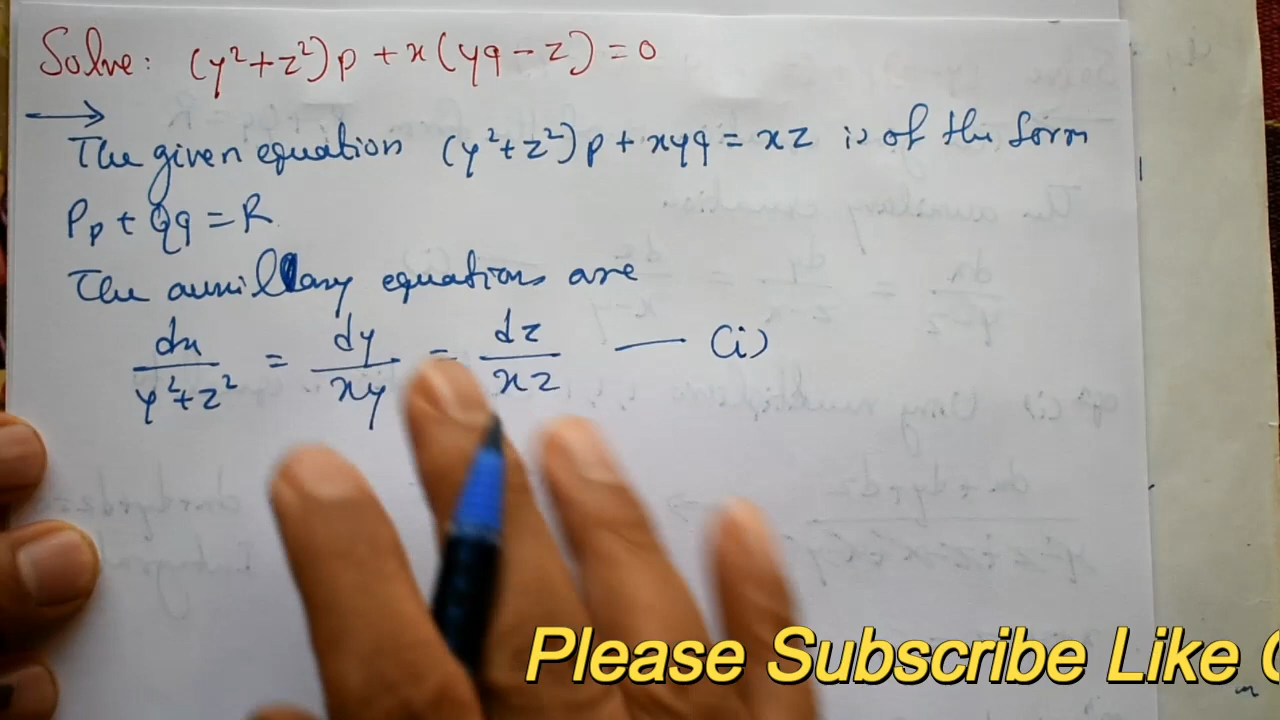 Solve: (y²+z²)p + x(yq – z) = 0
→ The given equation (y²+z²)p + xyq = xz is of the form
Pp + Qq = R
The auxillary equations are
dx/(y²+z²) = dy/xy = dz/xz — (i)
Please Subscribe Like